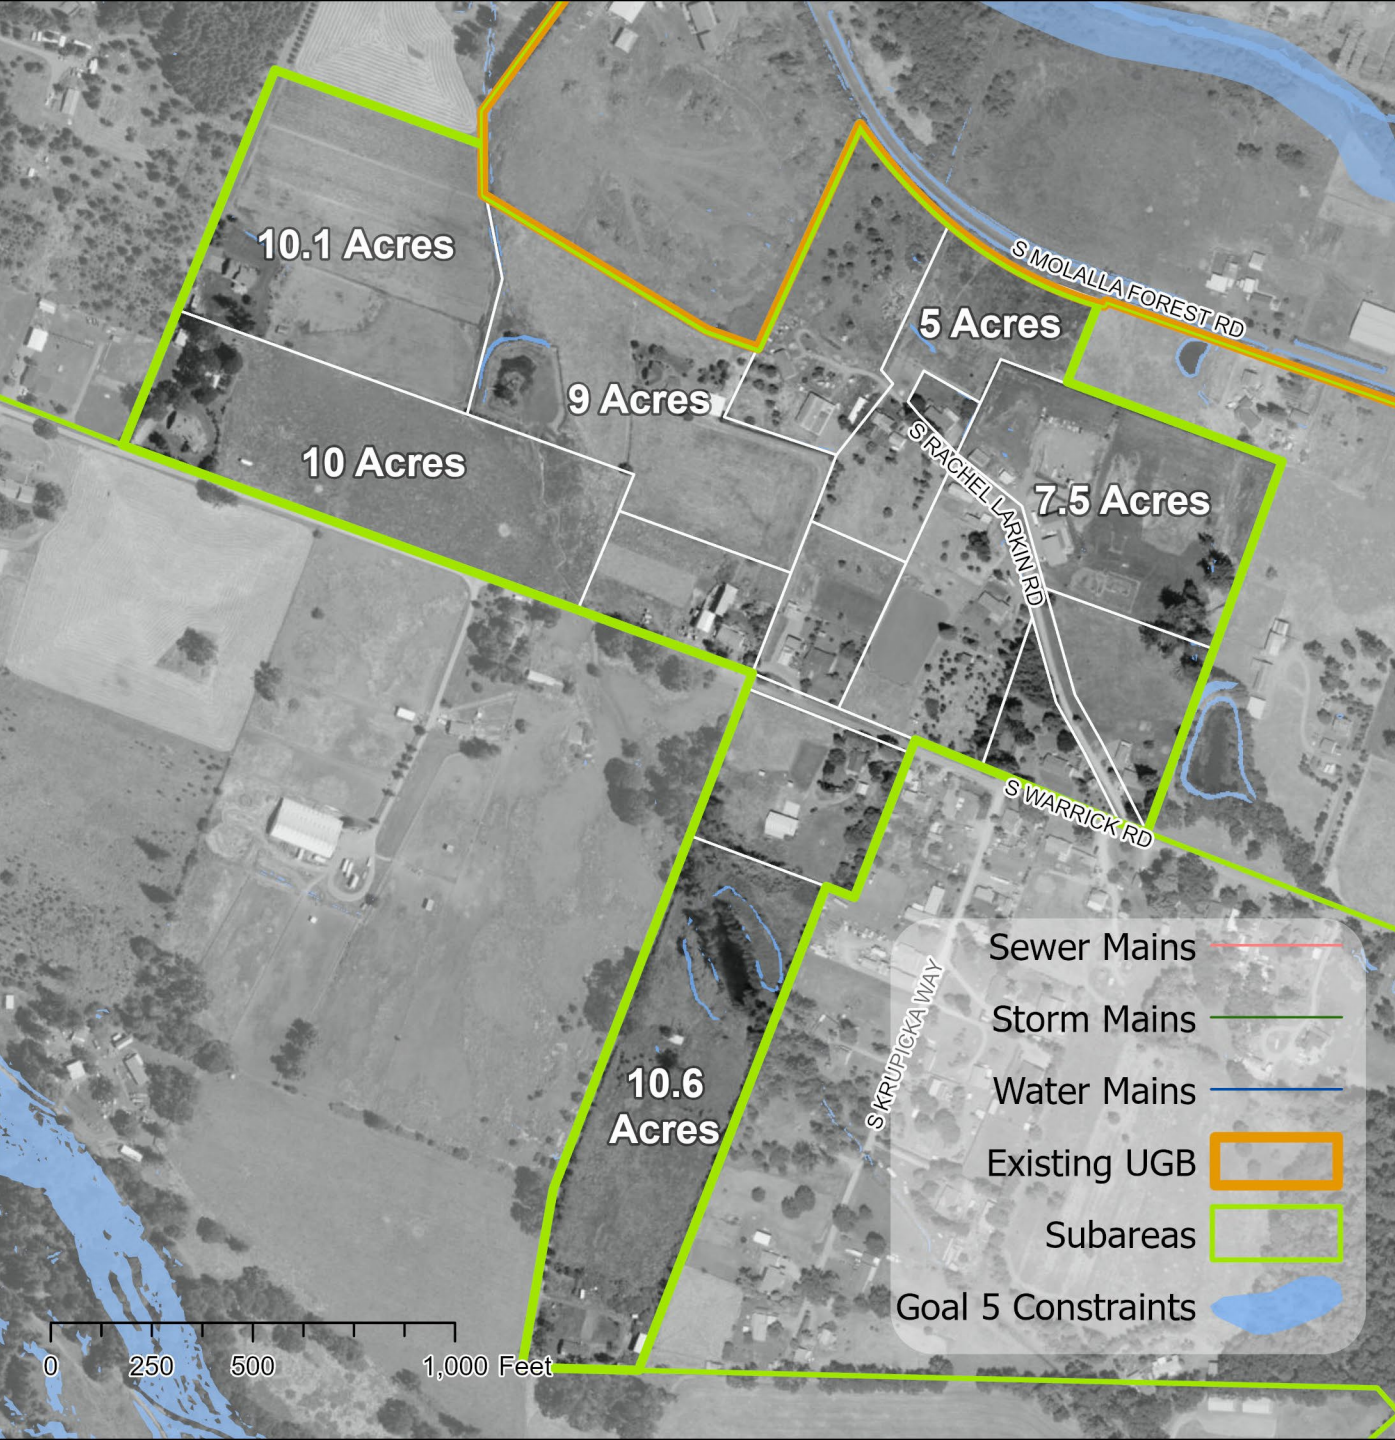 10.1 Acres
S MOLALLA FOREST RD
5 Acres
9 Acres
10 Acres
S RACHEL LARKIN RD
7.5 Acres
S WARRICK RD
S KRUPICKA WAY
10.6
Acres
Sewer Mains
Storm Mains
Water Mains
Existing UGB
Subareas
Goal 5 Constraints
0 250 500 1,000 Feet